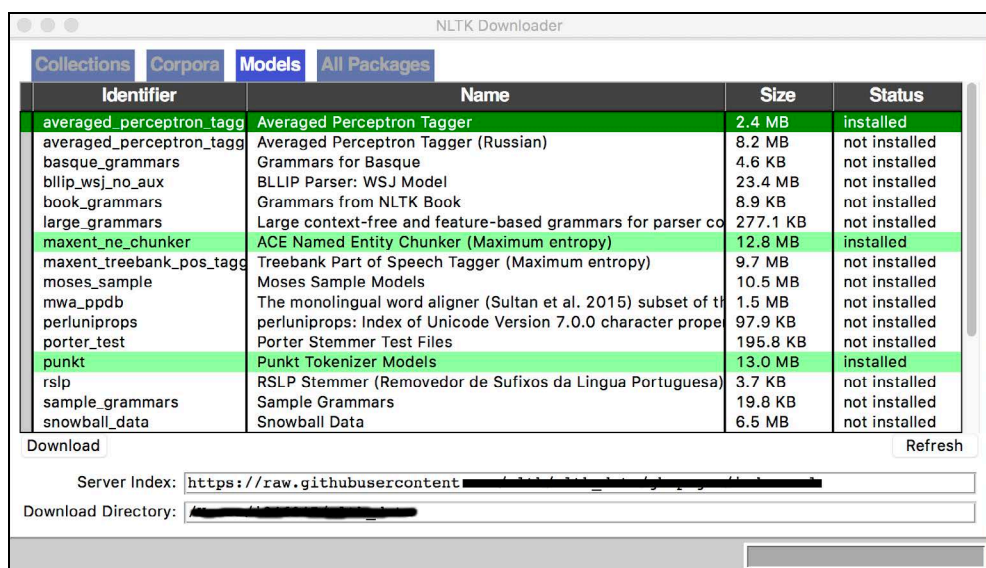 NLTK Downloader
Collections Corpora Models All Packages
Identifier Name Size Status
averaged_perceptron_tagg Averaged Perceptron Tagger 2.4 MB installed
averaged_perceptron_tagg Averaged Perceptron Tagger (Russian) 8.2 MB not installed
basque_grammars Grammars for Basque 4.6 KB not installed
bllip_wsj_no_aux BLLIP Parser: WSJ Model 23.4 MB not installed
book_grammars Grammars from NLTK Book 8.9 KB not installed
large_grammars Large context-free and feature-based grammars for parser co 277.1 KB not installed
maxent_ne_chunker ACE Named Entity Chunker (Maximum entropy) 12.8 MB installed
maxent_treebank_pos_tagg Treebank Part of Speech Tagger (Maximum entropy) 9.7 MB not installed
moses_sample Moses Sample Models 10.5 MB not installed
mwa_ppdb The monolingual word aligner (Sultan et al. 2015) subset of th 1.5 MB not installed
perluniprops perluniprops: Index of Unicode Version 7.0.0 character proper 97.9 KB not installed
porter_test Porter Stemmer Test Files 195.8 KB not installed
punkt Punkt Tokenizer Models 13.0 MB installed
rslp RSLP Stemmer (Removedor de Sufixos da Lingua Portuguesa) 3.7 KB not installed
sample_grammars Sample Grammars 19.8 KB not installed
snowball_data Snowball Data 6.5 MB not installed
Download Refresh
Server Index: https://raw.githubusercontent
Download Directory: